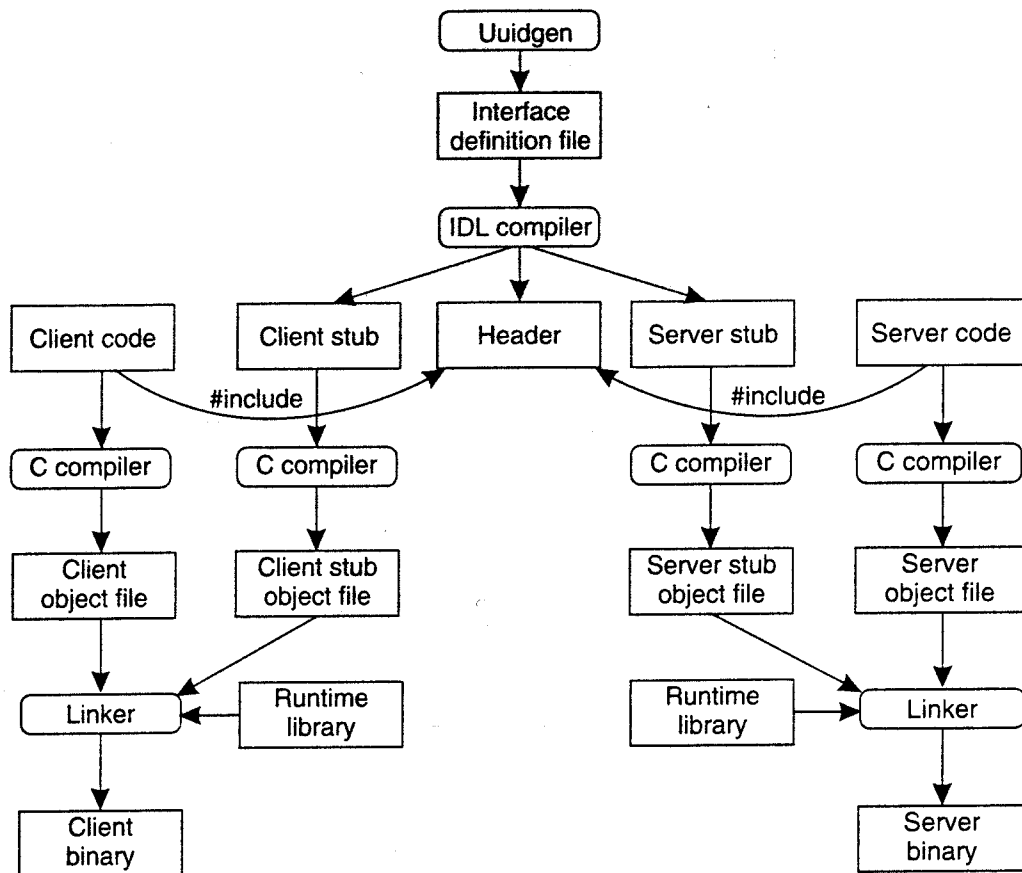 Uuidgen
Interface
definition file
IDL compiler
Client code
Client stub
Header
Server stub
Server code
#include
#include
C compiler
C compiler
C compiler
C compiler
Client
object file
Client stub
object file
Server stub
object file
Server
object file
Linker
Runtime
library
Runtime
library
Linker
Client
binary
Server
binary